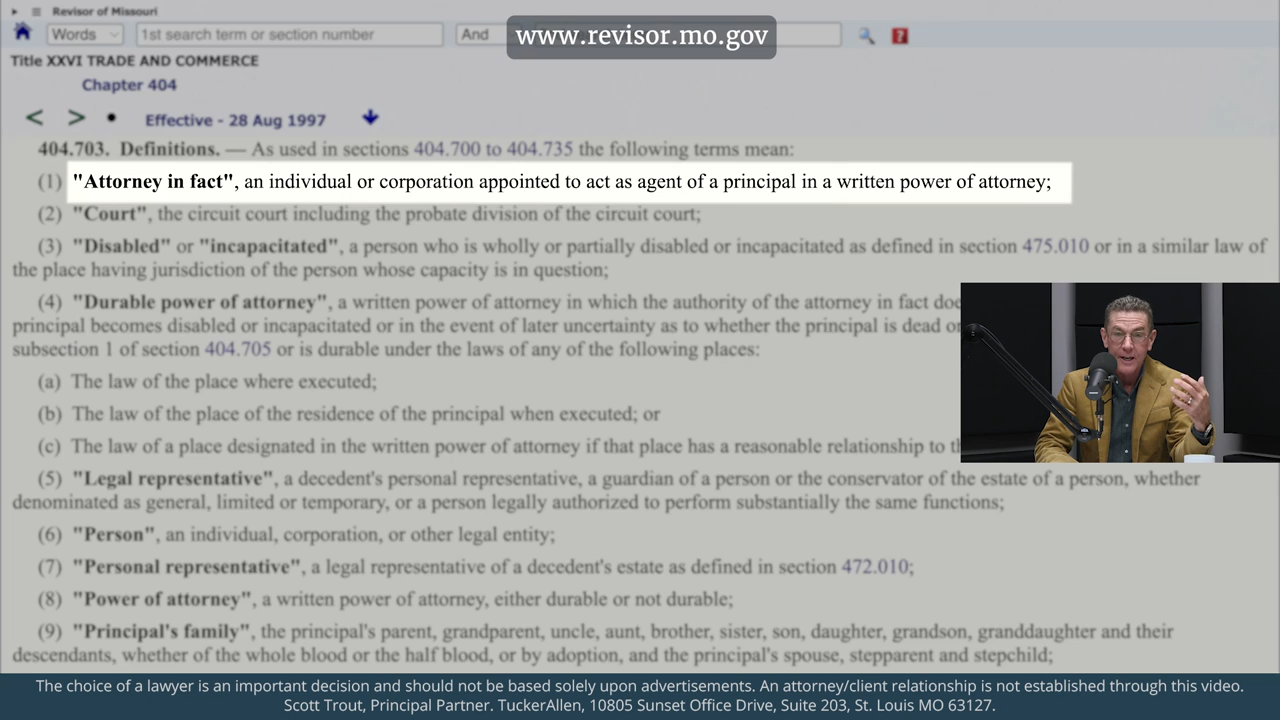 Revisor of Missouri
www.revisor.mo.gov
Words
1st search term or section number
And
Title XXVI TRADE AND COMMERCE
Chapter 404
< > • Effective - 28 Aug 1997
404.703. Definitions. — As used in sections 404.700 to 404.735 the following terms mean:
(1) "Attorney in fact", an individual or corporation appointed to act as agent of a principal in a written power of attorney;
(2) "Court", the circuit court including the probate division of the circuit court;
(3) "Disabled" or "incapacitated", a person who is wholly or partially disabled or incapacitated as defined in section 475.010 or in a similar law of
the place having jurisdiction of the person whose capacity is in question;
(4) "Durable power of attorney", a written power of attorney in which the authority of the attorney in fact doe
principal becomes disabled or incapacitated or in the event of later uncertainty as to whether the principal is dead or
subsection 1 of section 404.705 or is durable under the laws of any of the following places:
(a) The law of the place where executed;
(b) The law of the place of the residence of the principal when executed; or
(c) The law of a place designated in the written power of attorney if that place has a reasonable relationship to
(5) "Legal representative", a decedent's personal representative, a guardian of a person or the conservator of the estate of a person, whether
denominated as general, limited or temporary, or a person legally authorized to perform substantially the same functions;
(6) "Person", an individual, corporation, or other legal entity;
(7) "Personal representative", a legal representative of a decedent's estate as defined in section 472.010;
(8) "Power of attorney", a written power of attorney, either durable or not durable;
(9) "Principal's family", the principal's parent, grandparent, uncle, aunt, brother, sister, son, daughter, grandson, granddaughter and their
descendants, whether of the whole blood or the half blood, or by adoption, and the principal's spouse, stepparent and stepchild;
The choice of a lawyer is an important decision and should not be based solely upon advertisements. An attorney/client relationship is not established through this video.
Scott Trout, Principal Partner. TuckerAllen, 10805 Sunset Office Drive, Suite 203, St. Louis MO 63127.